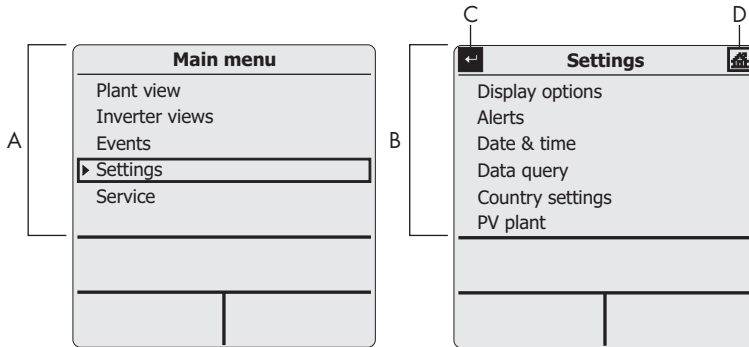 C
D
A
Main menu
Plant view
Inverter views
Events
Settings
Service
B
Settings
Display options
Alerts
Date & time
Data query
Country settings
PV plant